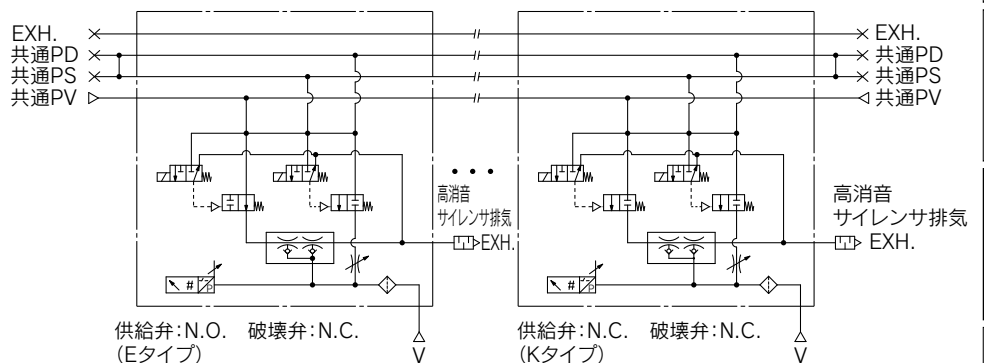 EXH.
共通PD
共通PS
共通PV
EXH.
共通PD
共通PS
共通PV
高消音
サイレンサ排気
EXH.
高消音
サイレンサ排気
EXH.
#
P
#
P
供給弁:N.O. 破壊弁:N.C.
(Eタイプ)
V
供給弁:N.C. 破壊弁:N.C.
(Kタイプ)
V